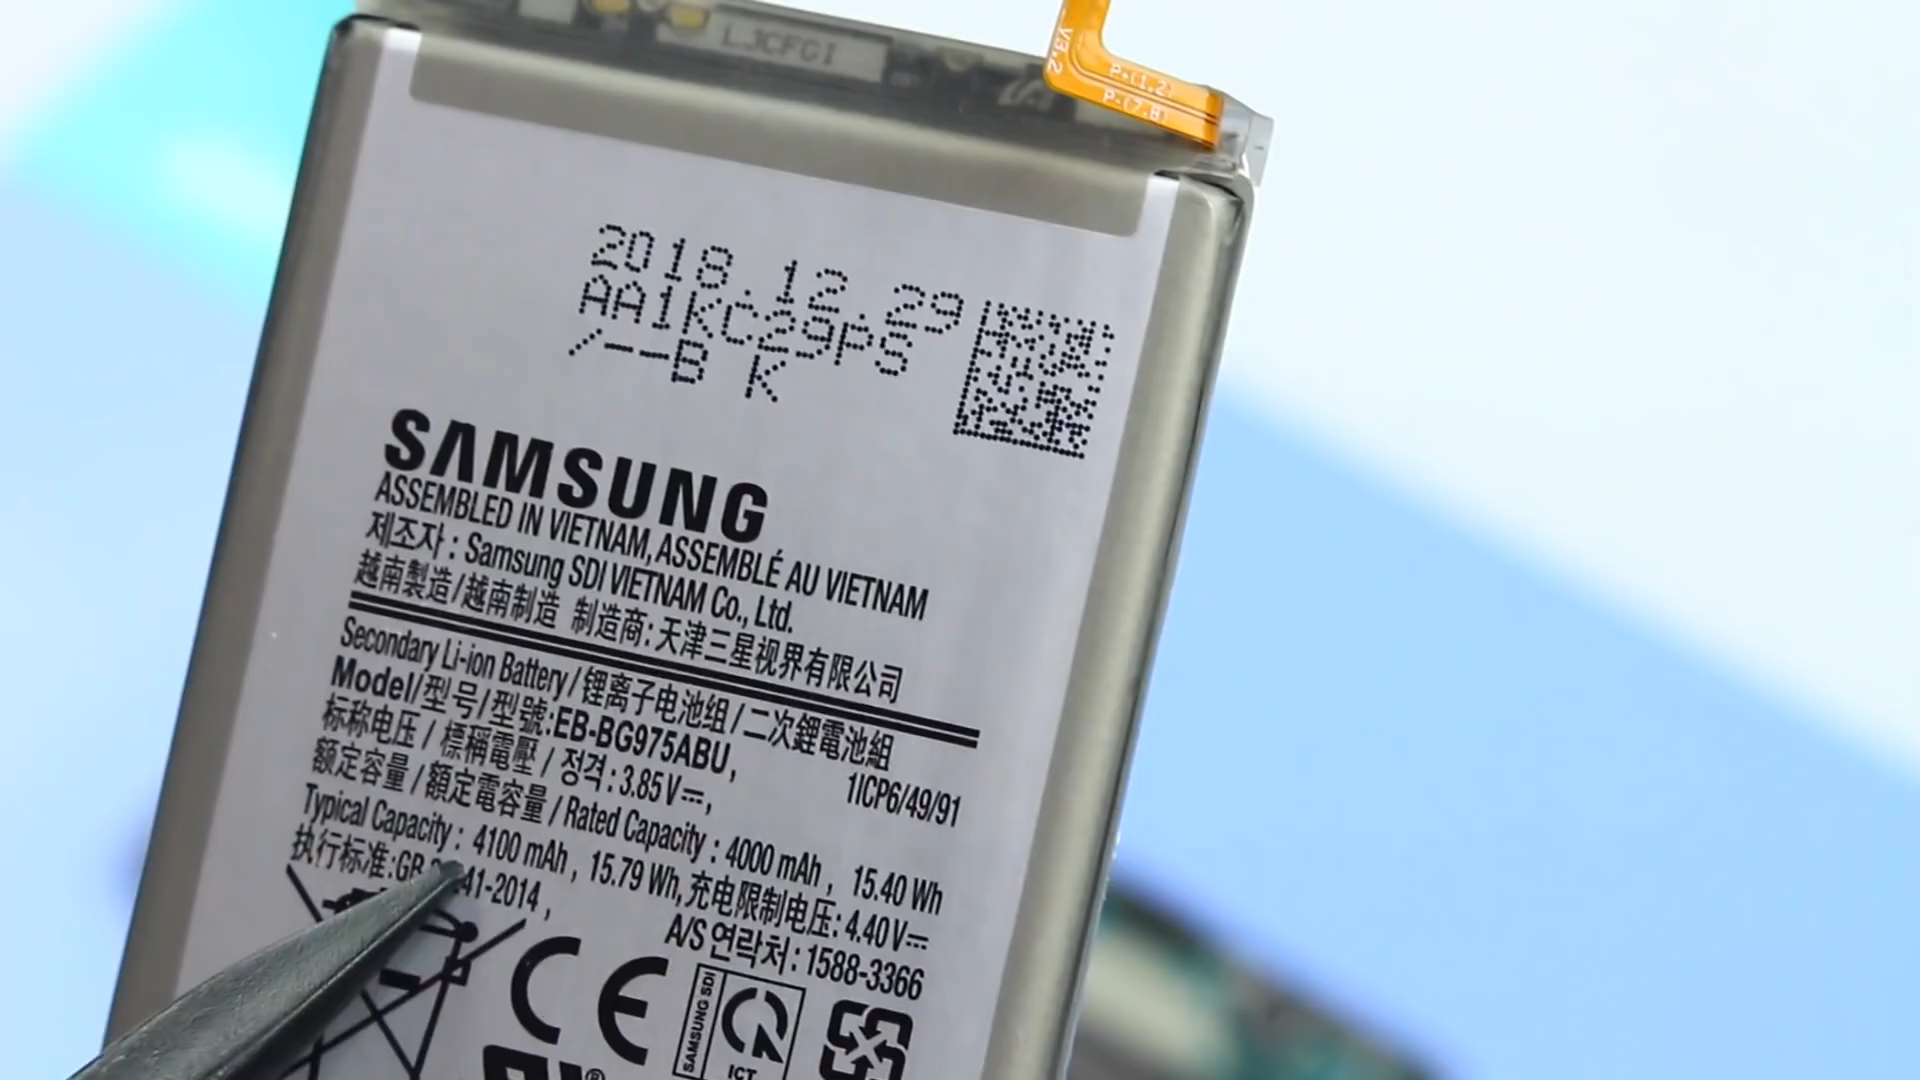 LJCFGI
V3.2
P+(1,2)
P-(7,8)
2018.12.29
AA1KC29PS
/--B K
SAMSUNG
ASSEMBLED IN VIETNAM, ASSEMBLÉ AU VIETNAM
제조자 : Samsung SDI VIETNAM Co., Ltd.
越南製造/越南制造 制造商:天津三星视界有限公司
Secondary Li-ion Battery/锂离子电池组/二次鋰電池組
Model/型号/型號:EB-BG975ABU, 1ICP6/49/91
标称电压/標稱電壓/정격:3.85V⎓,
额定容量/額定電容量/Rated Capacity : 4000 mAh , 15.40 Wh
Typical Capacity : 4100 mAh , 15.79 Wh,充电限制电压:4.40V⎓
执行标准:GB 41-2014 ,
A/S 연락처 : 1588-3366
CE
SAMSUNG SDI
ICT